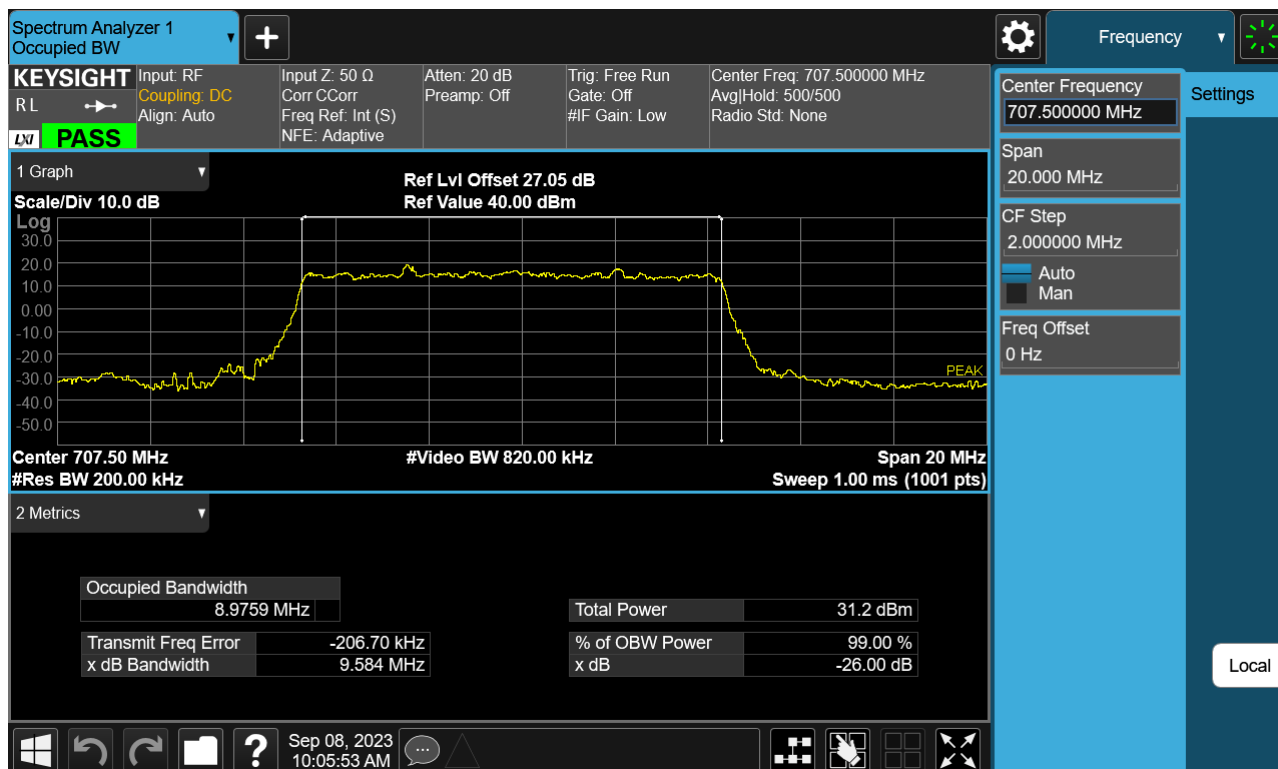 Spectrum Analyzer 1
Occupied BW
+
Frequency
KEYSIGHT
R L
LXI
PASS
Input: RF
Coupling: DC
Align: Auto
Input Z: 50 Ω
Corr CCorr
Freq Ref: Int (S)
NFE: Adaptive
Atten: 20 dB
Preamp: Off
Trig: Free Run
Gate: Off
#IF Gain: Low
Center Freq: 707.500000 MHz
Avg|Hold: 500/500
Radio Std: None
Center Frequency
707.500000 MHz
Settings
Span
20.000 MHz
CF Step
2.000000 MHz
Auto
Man
Freq Offset
0 Hz
Local
1 Graph
Scale/Div 10.0 dB
Ref Lvl Offset 27.05 dB
Ref Value 40.00 dBm
Log
30.0
20.0
10.0
0.00
-10.0
-20.0
-30.0
-40.0
-50.0
PEAK
Center 707.50 MHz
#Video BW 820.00 kHz
Span 20 MHz
#Res BW 200.00 kHz
Sweep 1.00 ms (1001 pts)
2 Metrics
Occupied Bandwidth
8.9759 MHz
Total Power 31.2 dBm
Transmit Freq Error -206.70 kHz
% of OBW Power 99.00 %
x dB Bandwidth 9.584 MHz
x dB -26.00 dB
?
Sep 08, 2023
10:05:53 AM